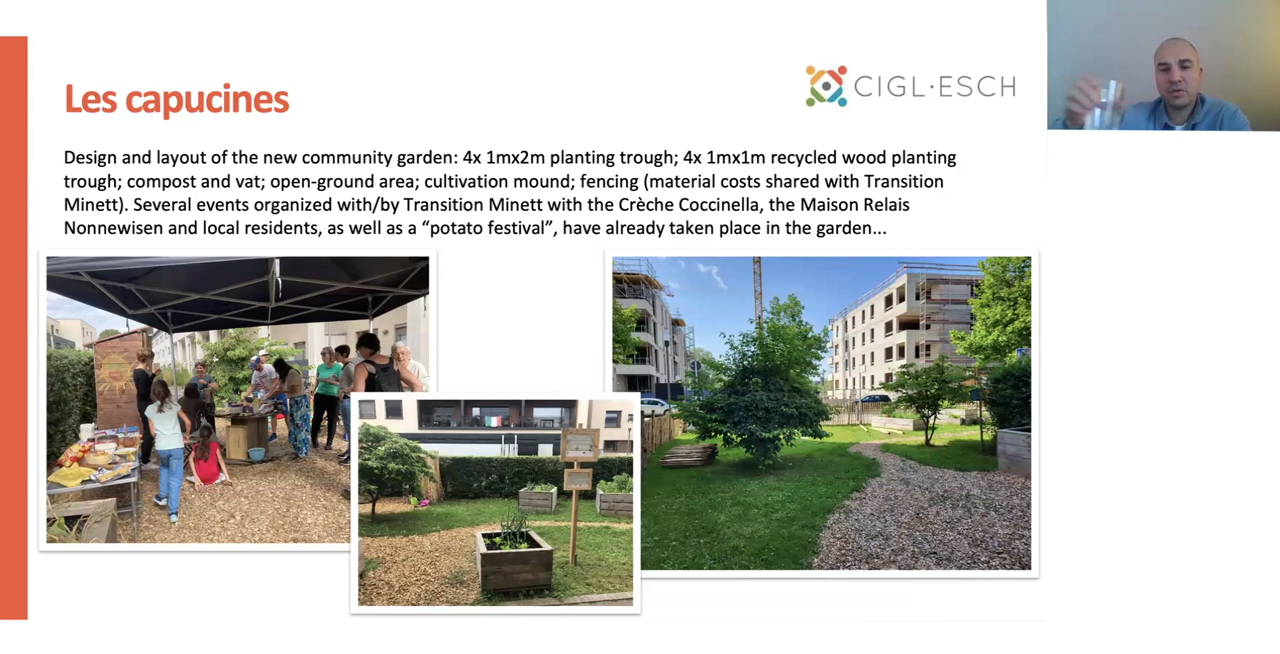 Les capucines
CIGL·ESCH
Design and layout of the new community garden: 4x 1mx2m planting trough; 4x 1mx1m recycled wood planting
trough; compost and vat; open-ground area; cultivation mound; fencing (material costs shared with Transition
Minett). Several events organized with/by Transition Minett with the Crèche Coccinella, the Maison Relais
Nonnewisen and local residents, as well as a “potato festival”, have already taken place in the garden...